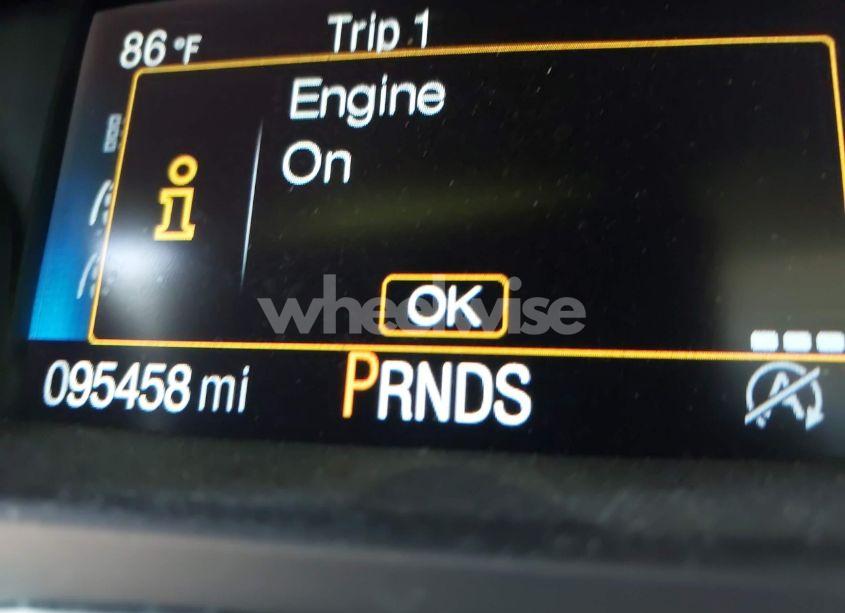 86 °F
Trip 1
Engine
On
OK
wheelwise
095458 mi
PRNDS
A